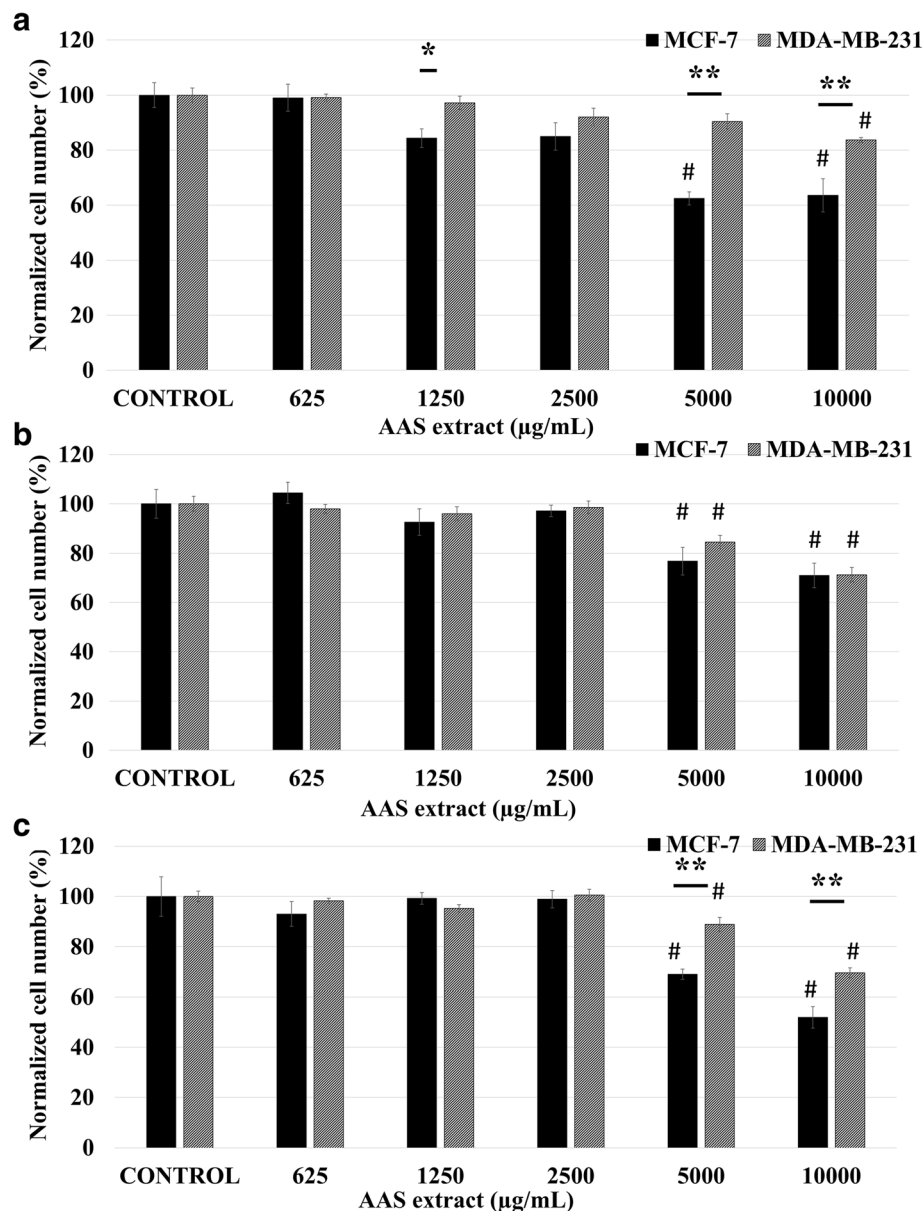 a
120
MCF-7 MDA-MB-231
* ** **
100
# #
80
#
60
40
20
0
Normalized cell number (%)
CONTROL 625 1250 2500 5000 10000
AAS extract (µg/mL)
b
120
MCF-7 MDA-MB-231
100
# #
80
# #
60
40
20
0
Normalized cell number (%)
CONTROL 625 1250 2500 5000 10000
AAS extract (µg/mL)
c
120
MCF-7 MDA-MB-231
** **
100
#
80
# #
60
#
40
20
0
Normalized cell number (%)
CONTROL 625 1250 2500 5000 10000
AAS extract (µg/mL)